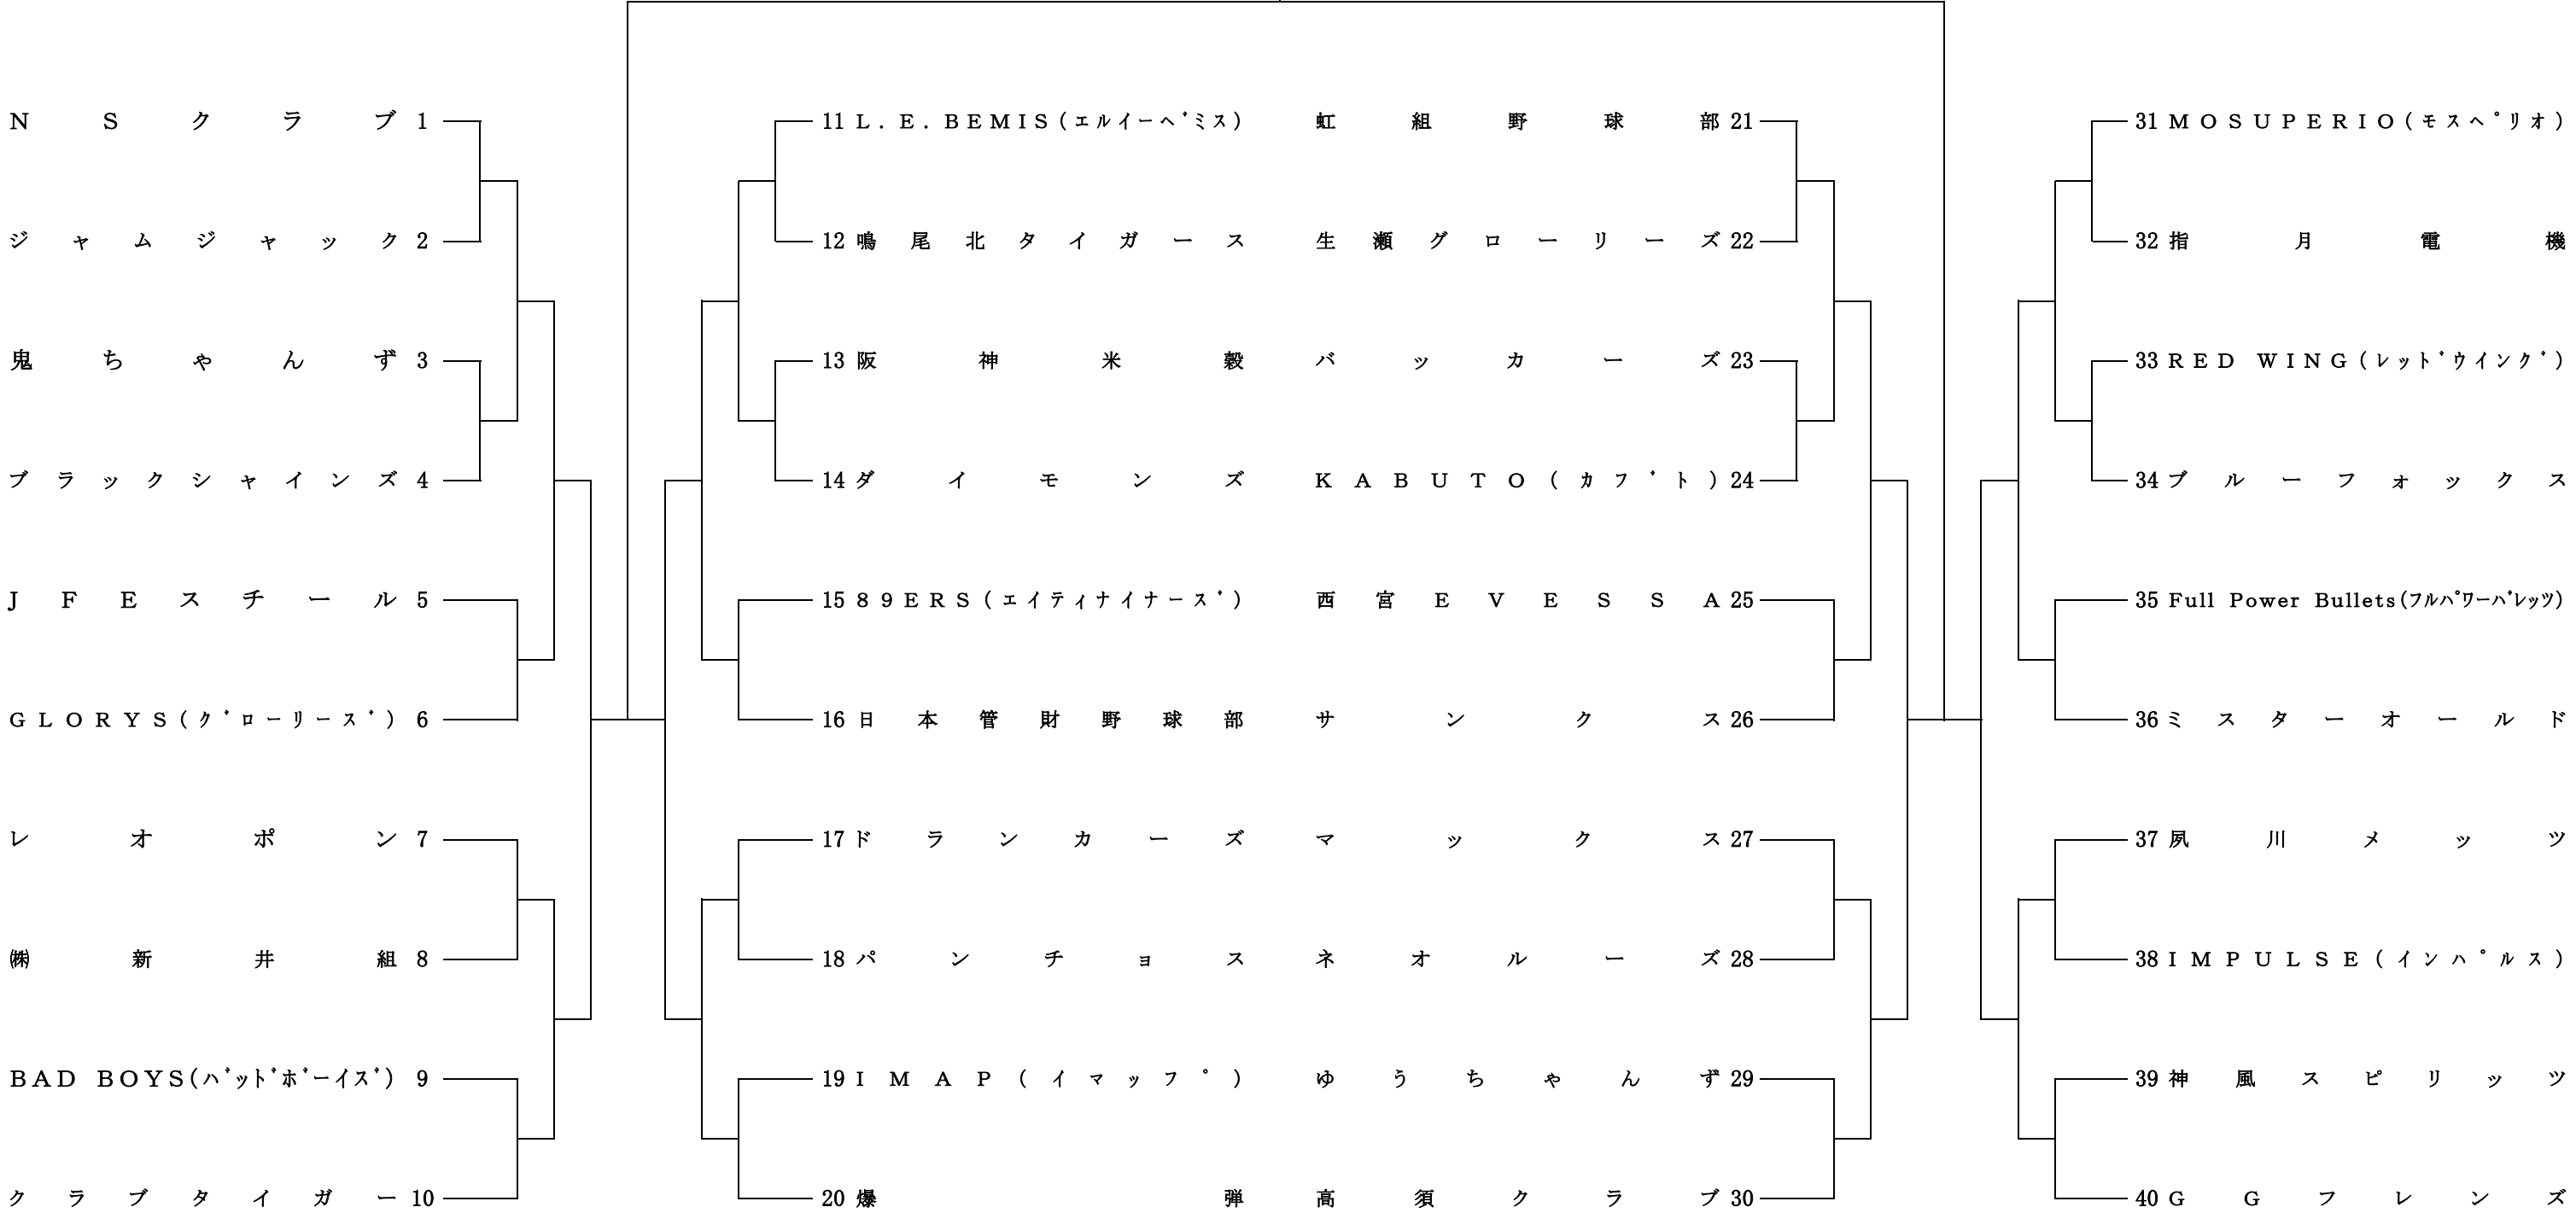 NSクラブ 1
ジャムジャック 2
鬼ちゃんず 3
ブラックシャインズ 4
JFEスチール 5
GLORYS(グローリーズ) 6
レオポン 7
㈱新井組 8
BAD BOYS(バッドボーイズ) 9
クラブタイガー 10
11 L.E.BEMIS(エルイーベミス)
12 鳴尾北タイガース
13 阪神米穀
14 ダイモンズ
15 89ERS(エイティナイナーズ)
16 日本管財野球部
17 ドランカーズ
18 パンチョス
19 IMAP(イマップ)
20 爆弾
虹組野球部 21
生瀬グローリーズ 22
バッカーズ 23
KABUTO(カブト) 24
西宮EVESSA 25
サンクス 26
マックス 27
ネオルーズ 28
ゆうちゃんず 29
高須クラブ 30
31 MOSUPERIO(モスペリオ)
32 指月電機
33 RED WING(レッドウイング)
34 ブルーフォックス
35 Full Power Bullets(フルパワーバレッツ)
36 ミスターオールド
37 夙川メッツ
38 IMPULSE(インパルス)
39 神風スピリッツ
40 GGフレンズ